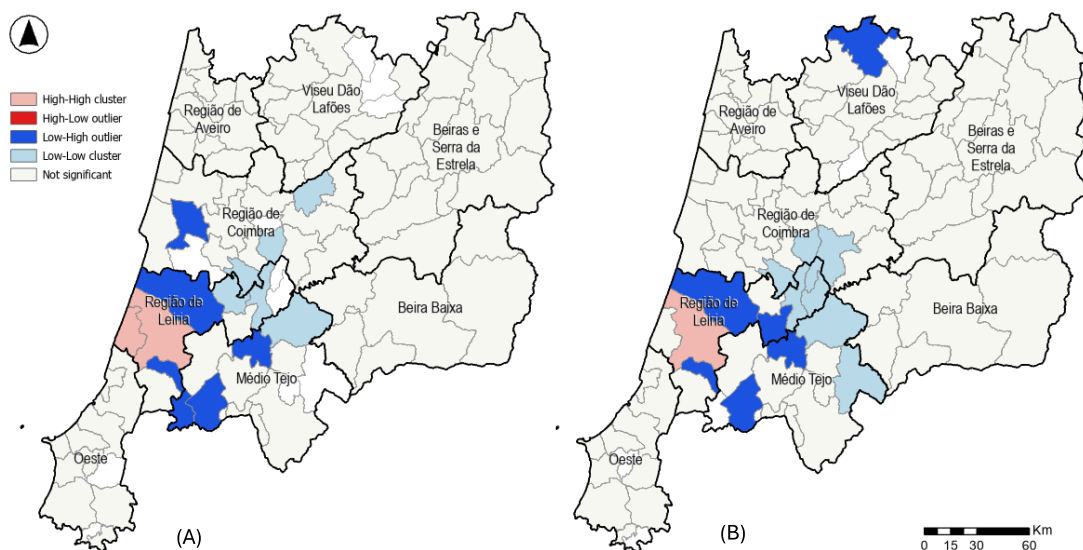 High-High cluster
High-Low outlier
Low-High outlier
Low-Low cluster
Not significant
Viseu Dão
Lafões
Região de
Aveiro
Beiras e
Serra da
Estrela
Região de
Coimbra
Região de
Leiria
Beira Baixa
Médio Tejo
Oeste
(A)
Viseu Dão
Lafões
Região de
Aveiro
Beiras e
Serra da
Estrela
Região de
Coimbra
Região de
Leiria
Beira Baixa
Médio Tejo
Oeste
(B)
Km
0 15 30 60